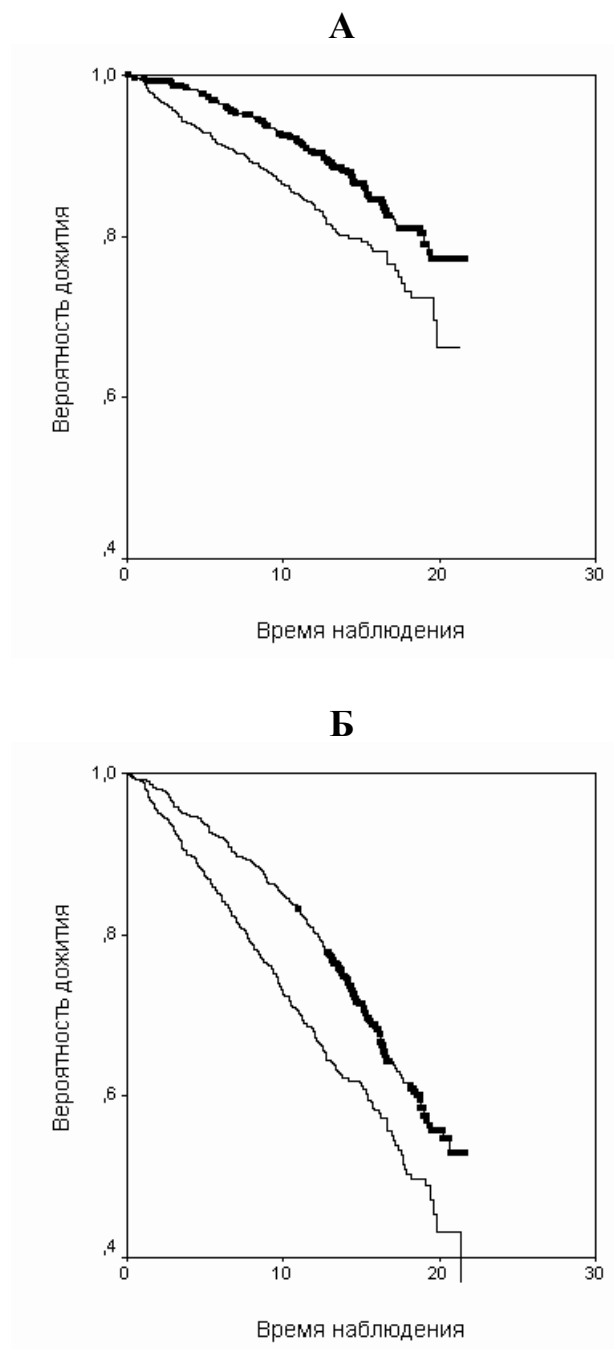 А
1,0
,8
,6
,4
0
10
20
30
Вероятность дожития
Время наблюдения
Б
1,0
,8
,6
,4
0
10
20
30
Вероятность дожития
Время наблюдения